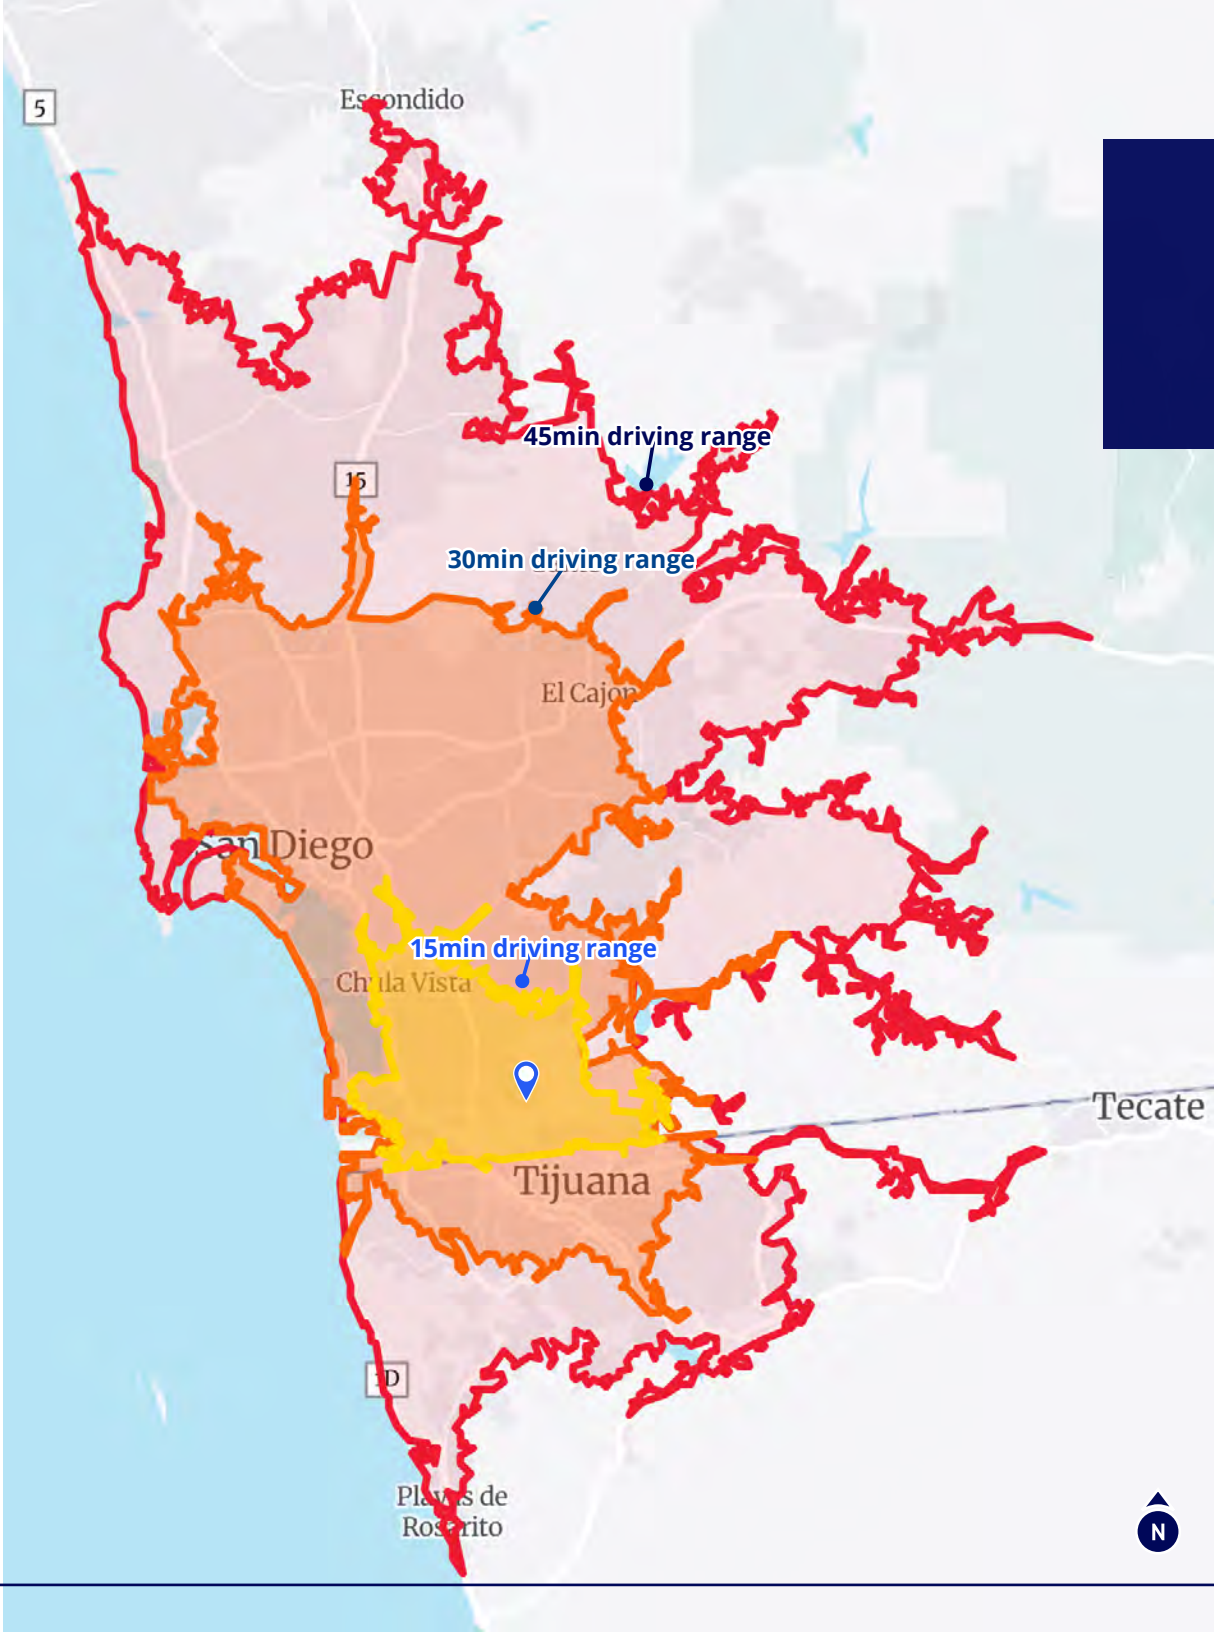 Escondido
5
45min driving range
15
30min driving range
El Cajon
San Diego
15min driving range
Chula Vista
Tecate
Tijuana
1D
Playas de
Rosarito
N